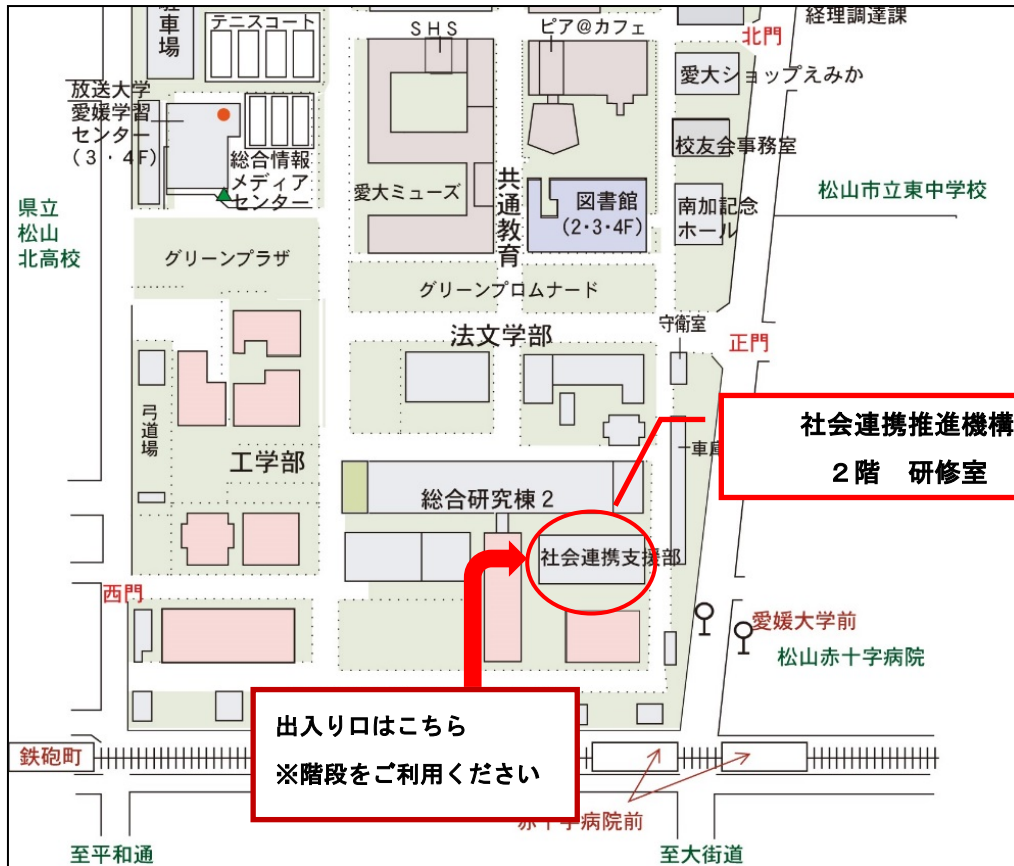 駐
車
場
テニスコート
SHS
ピア@カフェ
北門
経理調達課
愛大ショップえみか
放送大学
愛媛学習
センター
(3・4F)
総合情報
メディア
センター
校友会事務室
県立
松山
北高校
愛大ミューズ
共通教育
図書館
(2・3・4F)
南加記念
ホール
松山市立東中学校
グリーンプラザ
グリーンプロムナード
法文学部
守衛室
正門
弓道場
工学部
社会連携推進機構
2階 研修室
車庫
総合研究棟2
社会連携支援部
西門
愛媛大学前
松山赤十字病院
出入り口はこちら
※階段をご利用ください
鉄砲町
赤十字病院前
至平和通
至大街道